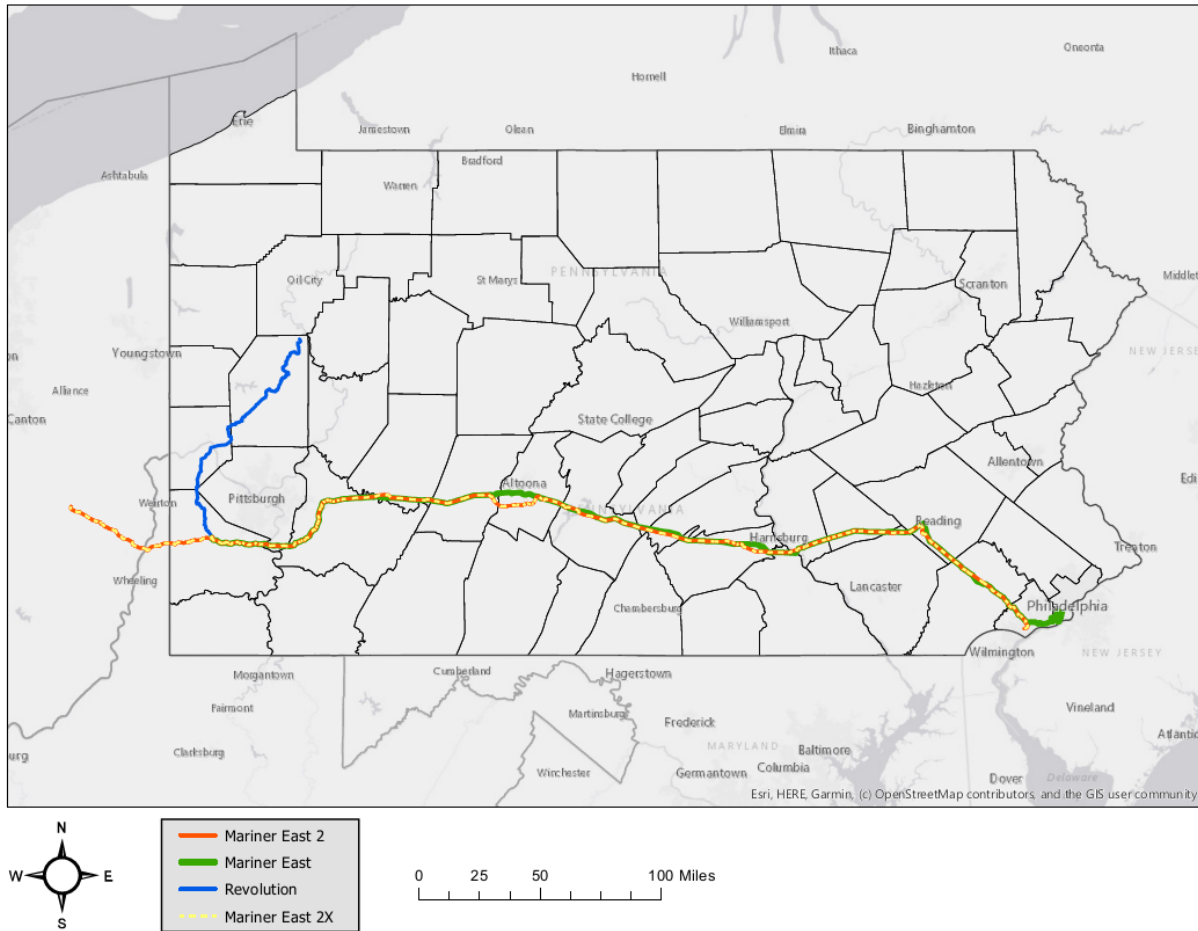 Ithaca
Oneonta
Hornell
Erie
Jamestown
Olean
Elmira
Binghamton
Ashtabula
Bradford
Warren
Oil City
St Marys
PENNSYLVANIA
Scranton
Middlet
Williamsport
on
Youngstown
NEW JERSEY
Alliance
Hazleton
Canton
State College
Allentown
Edi
Altoona
Weirton
Pittsburgh
NNSYLVANIA
Reading
Harrisburg
Trenton
Wheeling
Lancaster
Chambersburg
Philadelphia
Wilmington
NEW JERSEY
Morgantown
Cumberland
Hagerstown
Fairmont
Martinsburg
Frederick
Vineland
urg
Clarksburg
MARYLAND
Baltimore
Atlantic
Winchester
Germantown
Columbia
Dover
Delaware
Esri, HERE, Garmin, (c) OpenStreetMap contributors, and the GIS user community
N
W
E
S
Mariner East 2
Mariner East
Revolution
Mariner East 2X
0 25 50 100 Miles